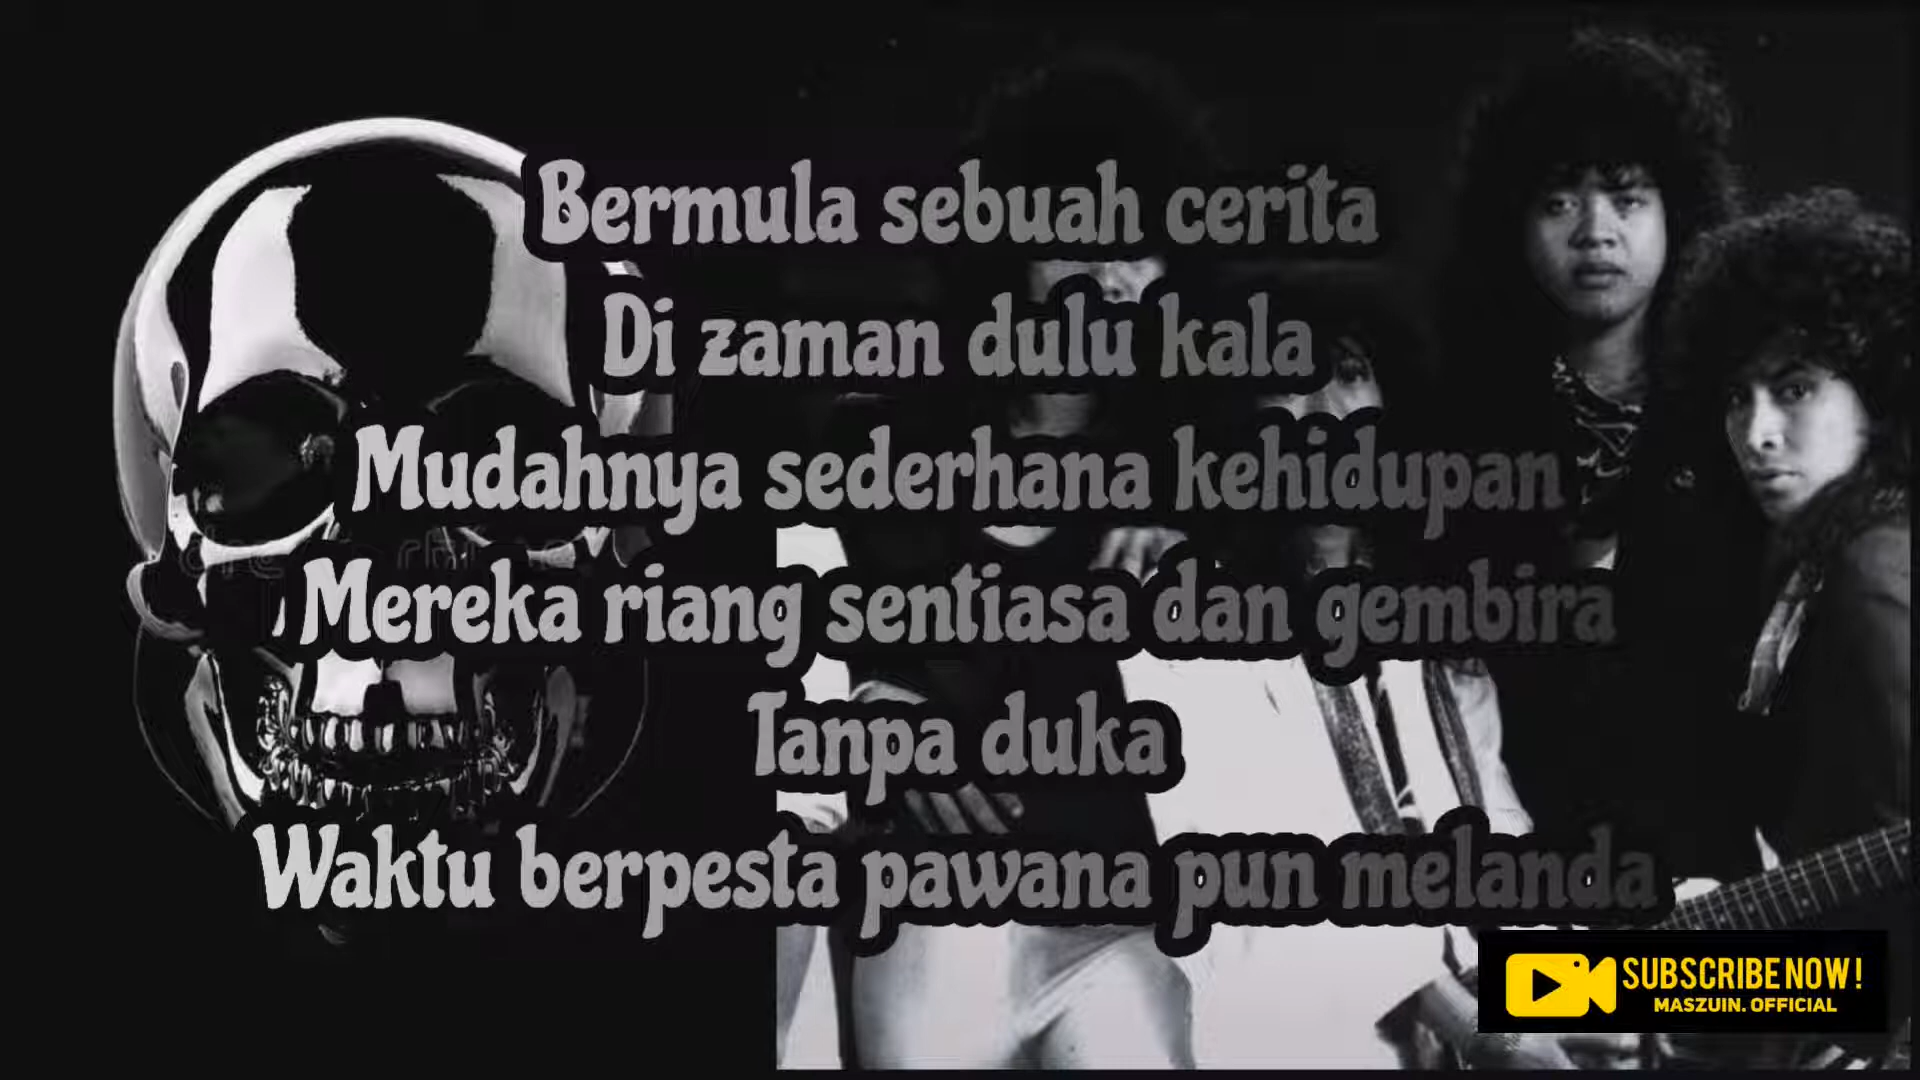 Bermula sebuah cerita
Di zaman dulu kala
Mudahnya sederhana kehidupan
Mereka riang sentiasa dan gembira
Tanpa duka
Waktu berpesta pawana pun melanda
SUBSCRIBE NOW!
MASZUIN. OFFICIAL